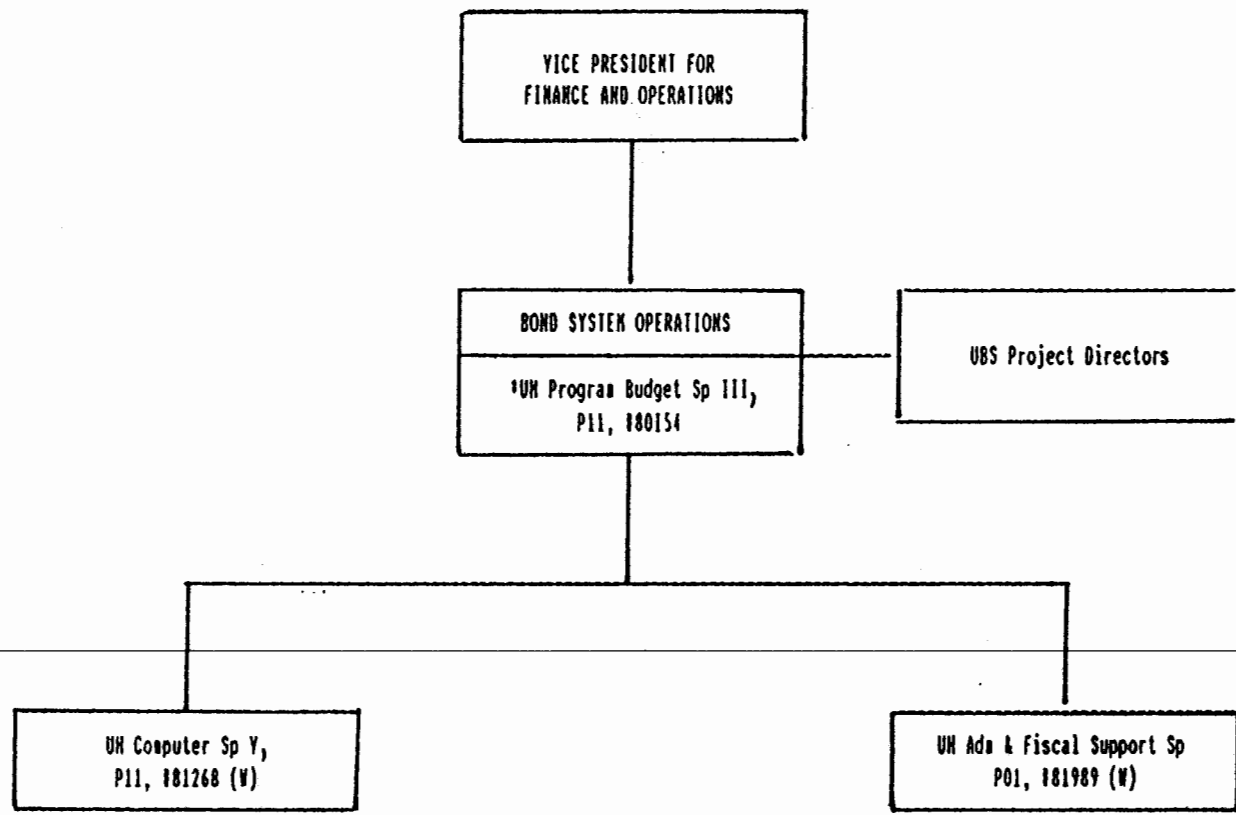 VICE PRESIDENT FOR
FINANCE AND OPERATIONS
BOND SYSTEM OPERATIONS
UBS Project Directors
*UH Program Budget Sp III,
P11, #80154
UH Computer Sp V,
P11, #81268 (W)
UH Adm & Fiscal Support Sp
P01, #81989 (W)